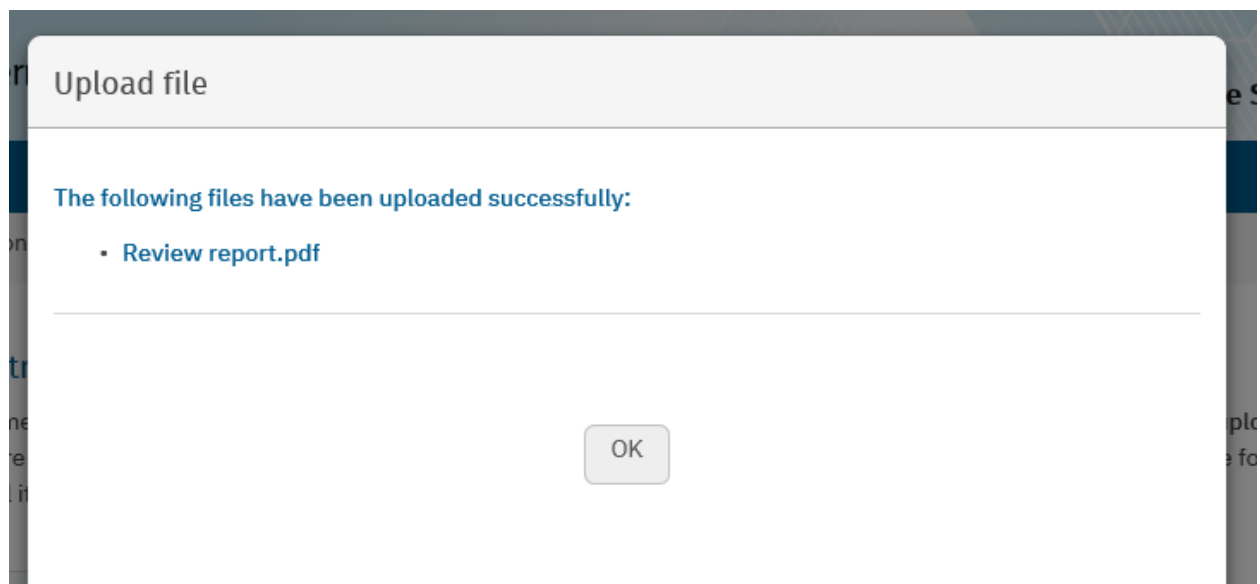 Upload file
The following files have been uploaded successfully:
• Review report.pdf
OK